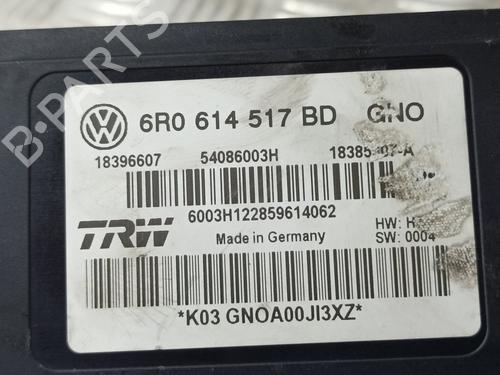 B-PARTS
6R0 614 517 BD GNO
18396607 54086003H
6003H122859614062
TRW
Made in Germany
HW:
SW: 0004
*K03 GNOA00JI3XZ*